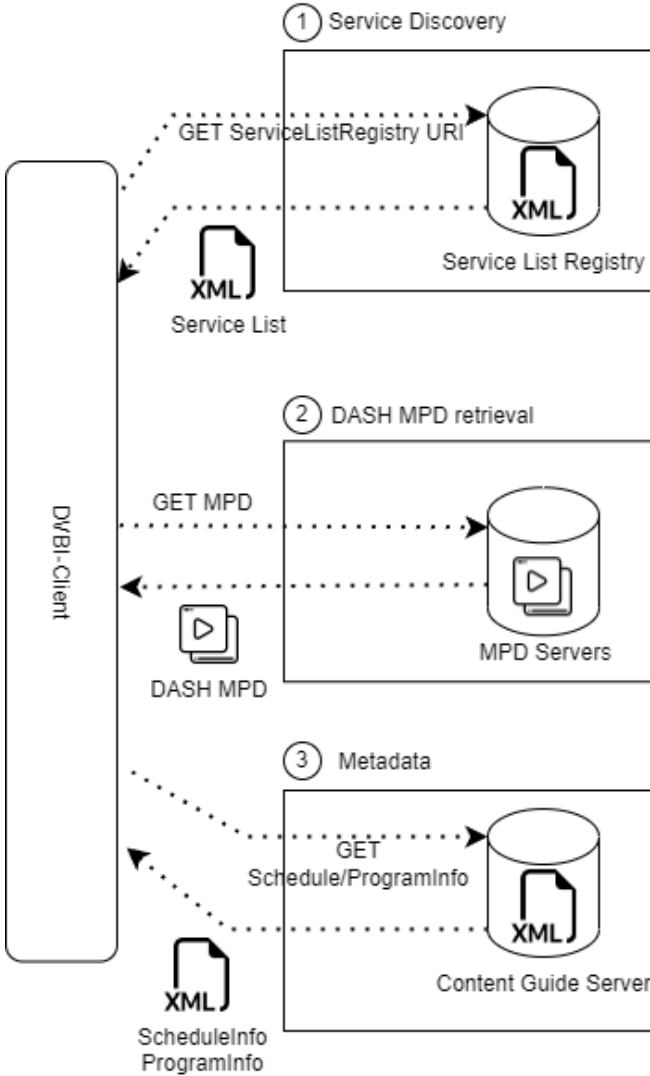 1 Service Discovery
GET ServiceListRegistry URI
XML
Service List Registry
XML
Service List
2 DASH MPD retrieval
GET MPD
DVBI-Client
MPD Servers
DASH MPD
3 Metadata
GET
Schedule/ProgramInfo
XML
Content Guide Server
XML
ScheduleInfo
ProgramInfo